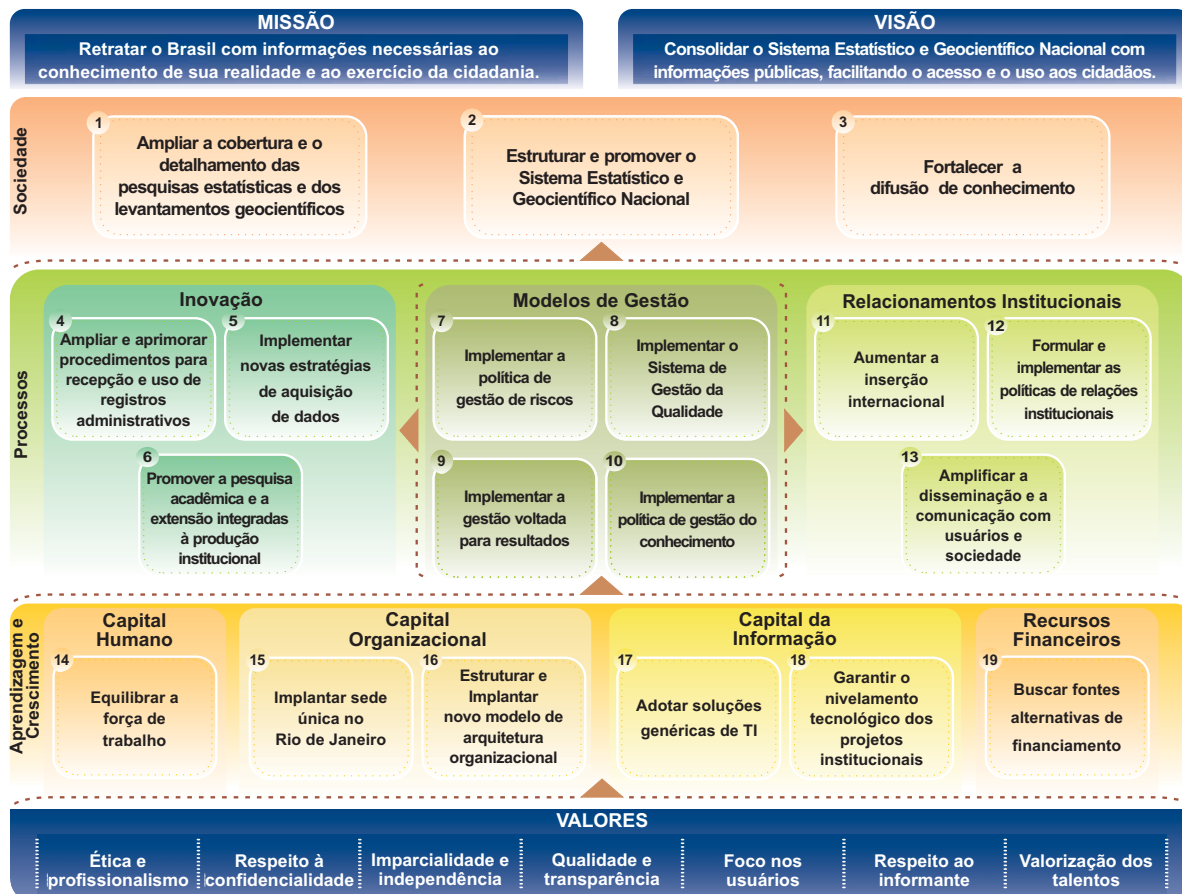 MISSÃO
Retratar o Brasil com informações necessárias ao
conhecimento de sua realidade e ao exercício da cidadania.
VISÃO
Consolidar o Sistema Estatístico e Geocientífico Nacional com
informações públicas, facilitando o acesso e o uso aos cidadãos.
Sociedade
1
Ampliar a cobertura e o
detalhamento das
pesquisas estatísticas e dos
levantamentos geocientíficos
2
Estruturar e promover o
Sistema Estatístico e
Geocientífico Nacional
3
Fortalecer a
difusão de conhecimento
Processos
Inovação
4
Ampliar e aprimorar
procedimentos para
recepção e uso de
registros
administrativos
5
Implementar
novas estratégias
de aquisição
de dados
6
Promover a pesquisa
acadêmica e a
extensão integradas
à produção
institucional
Modelos de Gestão
7
Implementar a
política de
gestão de riscos
8
Implementar o
Sistema de
Gestão da
Qualidade
9
Implementar a
gestão voltada
para resultados
10
Implementar a
política de gestão do
conhecimento
Relacionamentos Institucionais
11
Aumentar a
inserção
internacional
12
Formular e
implementar as
políticas de relações
institucionais
13
Amplificar a
disseminação e a
comunicação com
usuários e
sociedade
Aprendizagem e
Crescimento
Capital
Humano
14
Equilibrar a
força de
trabalho
Capital
Organizacional
15
Implantar sede
única no
Rio de Janeiro
16
Estruturar e
Implantar
novo modelo de
arquitetura
organizacional
Capital da
Informação
17
Adotar soluções
genéricas de TI
18
Garantir o
nivelamento
tecnológico dos
projetos
institucionais
Recursos
Financeiros
19
Buscar fontes
alternativas de
financiamento
VALORES
Ética e
profissionalismo
Respeito à
confidencialidade
Imparcialidade e
independência
Qualidade e
transparência
Foco nos
usuários
Respeito ao
informante
Valorização dos
talentos